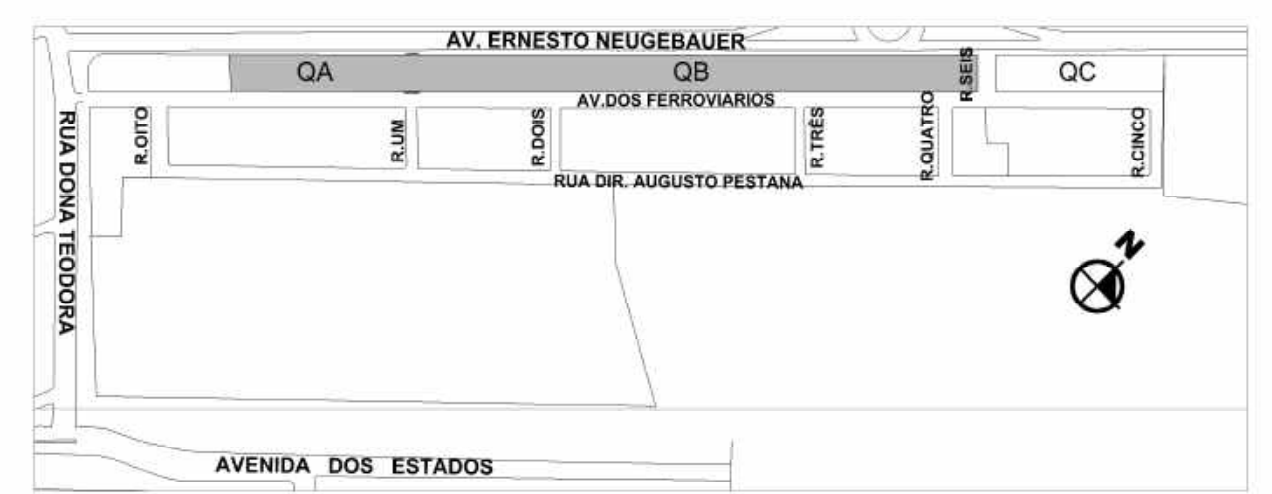 AV. ERNESTO NEUGEBAUER
QA
QB
QC
R.SEIS
AV.DOS FERROVIARIOS
R.OITO
R.UM
R.DOIS
R.TRÊS
R.QUATRO
R.CINCO
RUA DIR. AUGUSTO PESTANA
RUA DONA TEODORA
N
AVENIDA DOS ESTADOS